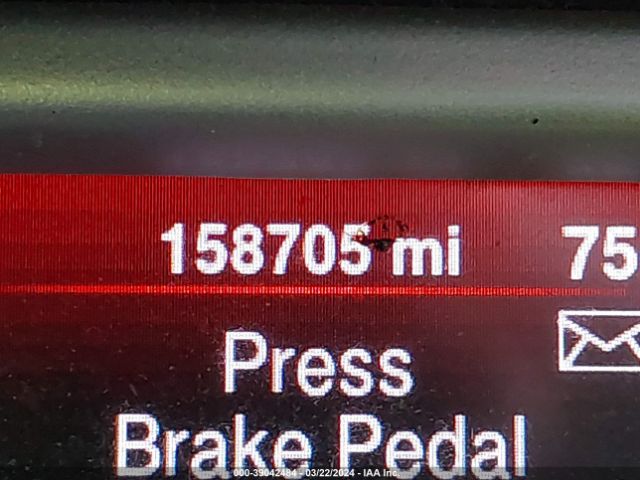 158705 mi 75
Press
Brake Pedal
000-39042484 - 03/22/2024 - IAA Inc.